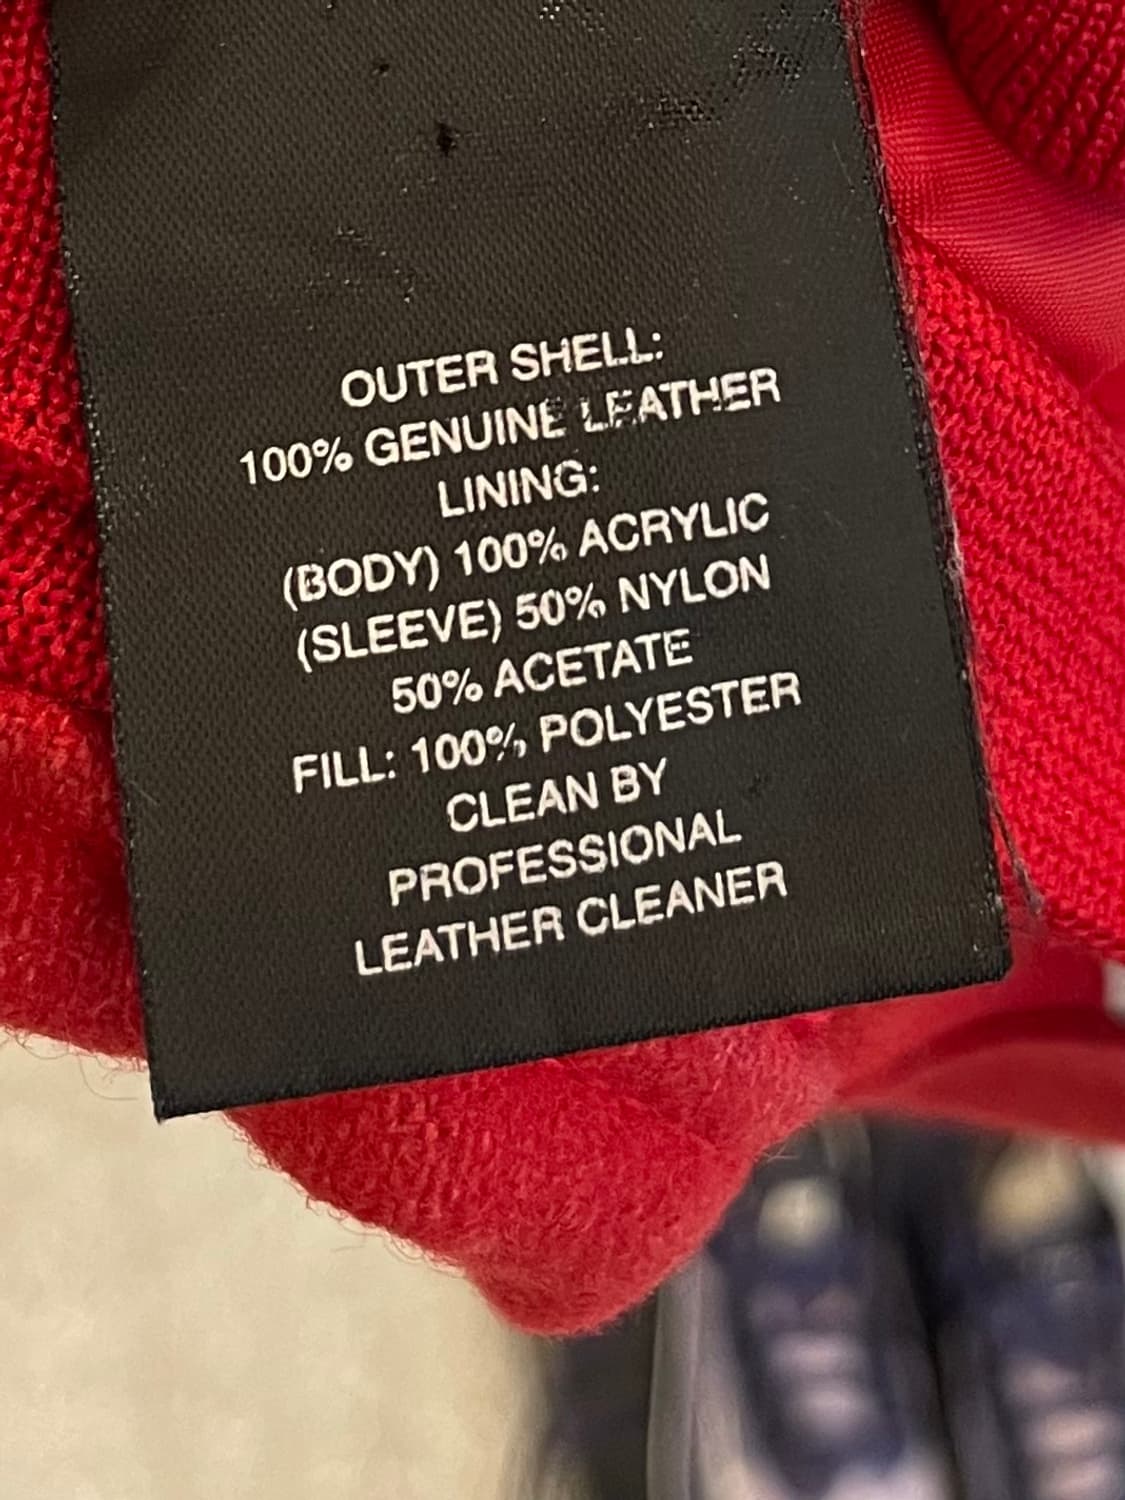 OUTER SHELL:
100% GENUINE LEATHER
LINING:
(BODY) 100% ACRYLIC
(SLEEVE) 50% NYLON
50% ACETATE
FILL: 100% POLYESTER
CLEAN BY
PROFESSIONAL
LEATHER CLEANER